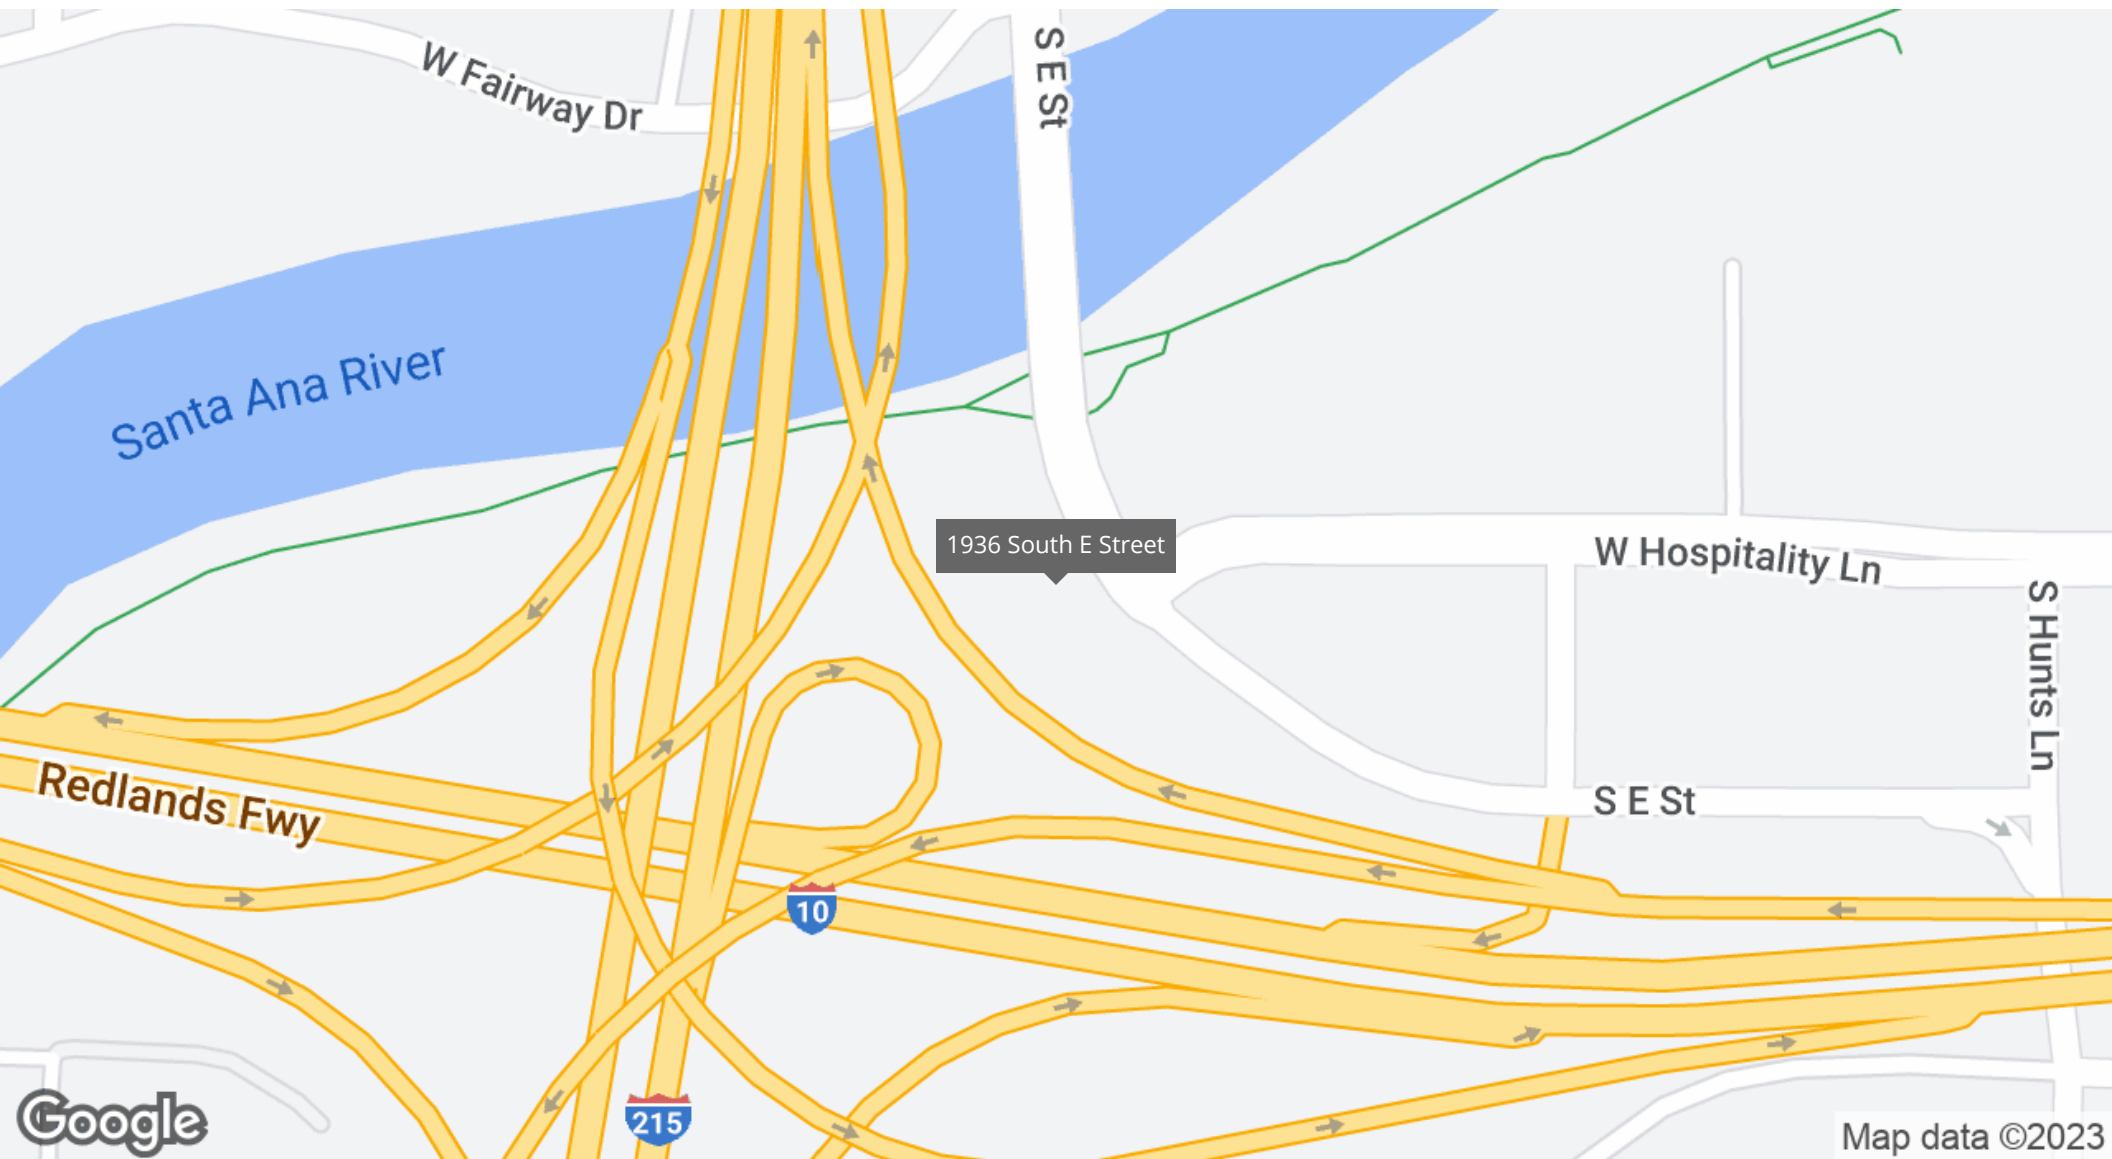 W Fairway Dr
S E St
Santa Ana River
1936 South E Street
W Hospitality Ln
S Hunts Ln
Redlands Fwy
S E St
10
215
Google
Map data ©2023